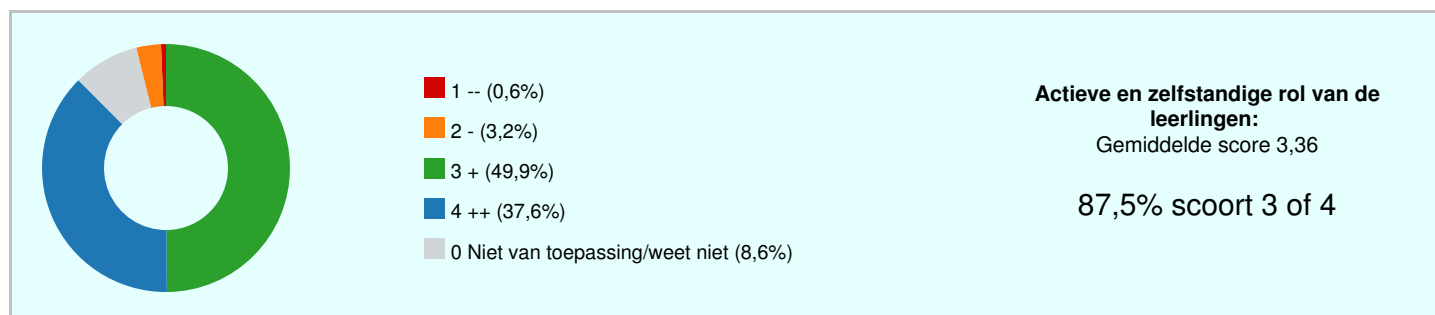 1 -- (0,6%)
2 - (3,2%)
3 + (49,9%)
4 ++ (37,6%)
0 Niet van toepassing/weet niet (8,6%)
Actieve en zelfstandige rol van de
leerlingen:
Gemiddelde score 3,36
87,5% scoort 3 of 4